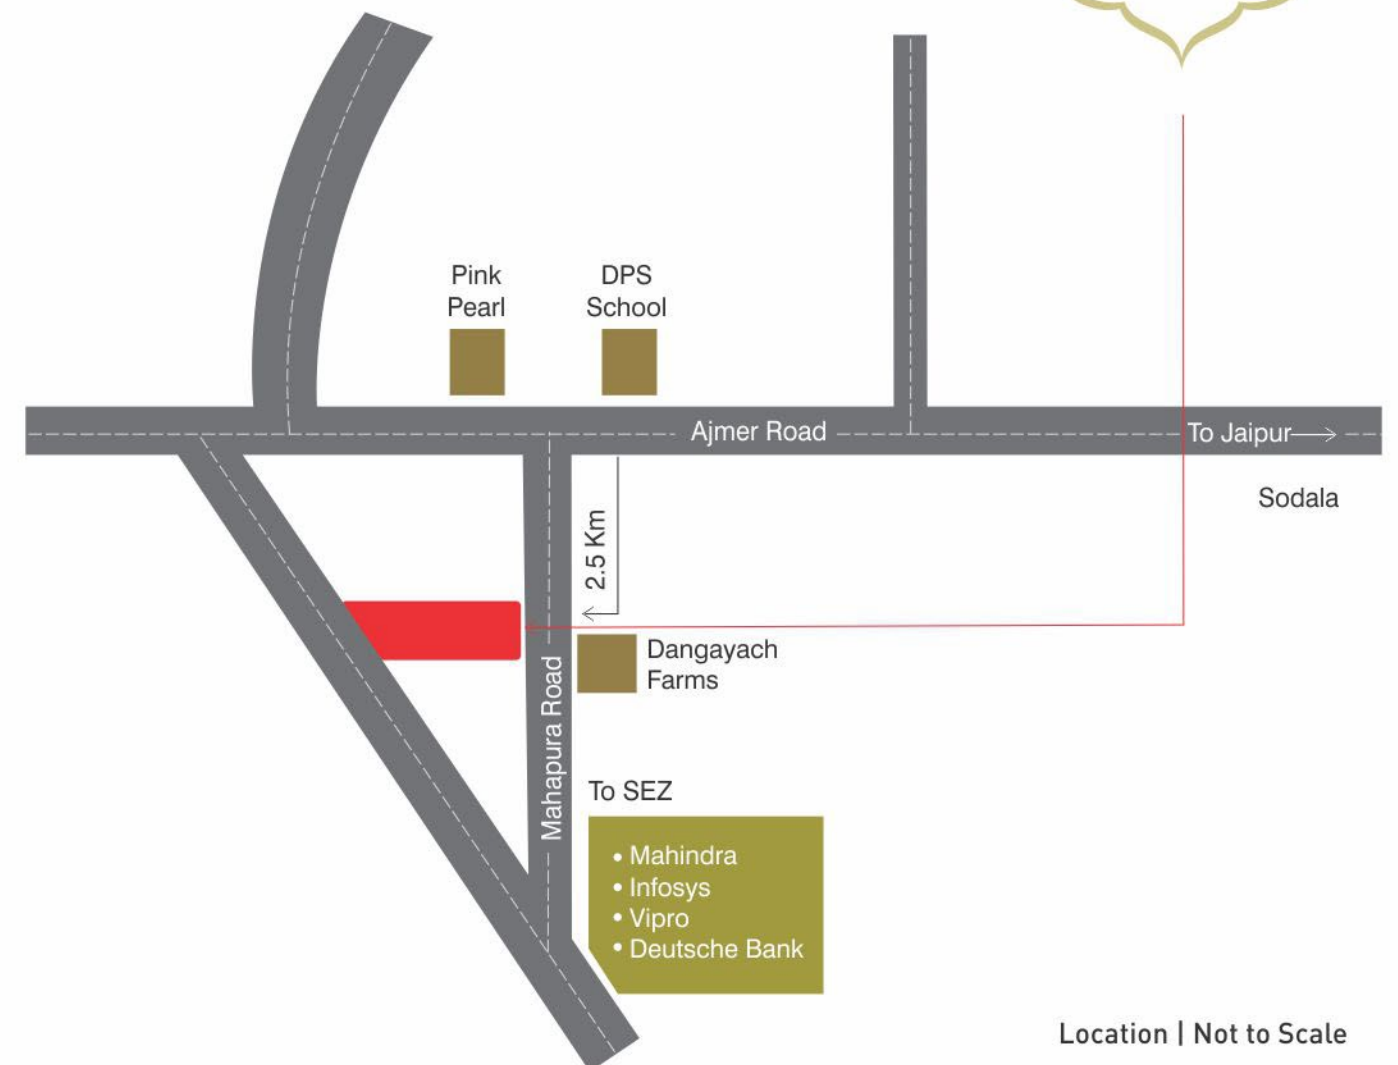 Pink
Pearl
DPS
School
Ajmer Road
To Jaipur
Sodala
2.5 Km
Dangayach
Farms
Mahapura Road
To SEZ
• Mahindra
• Infosys
• Vipro
• Deutsche Bank
Location | Not to Scale